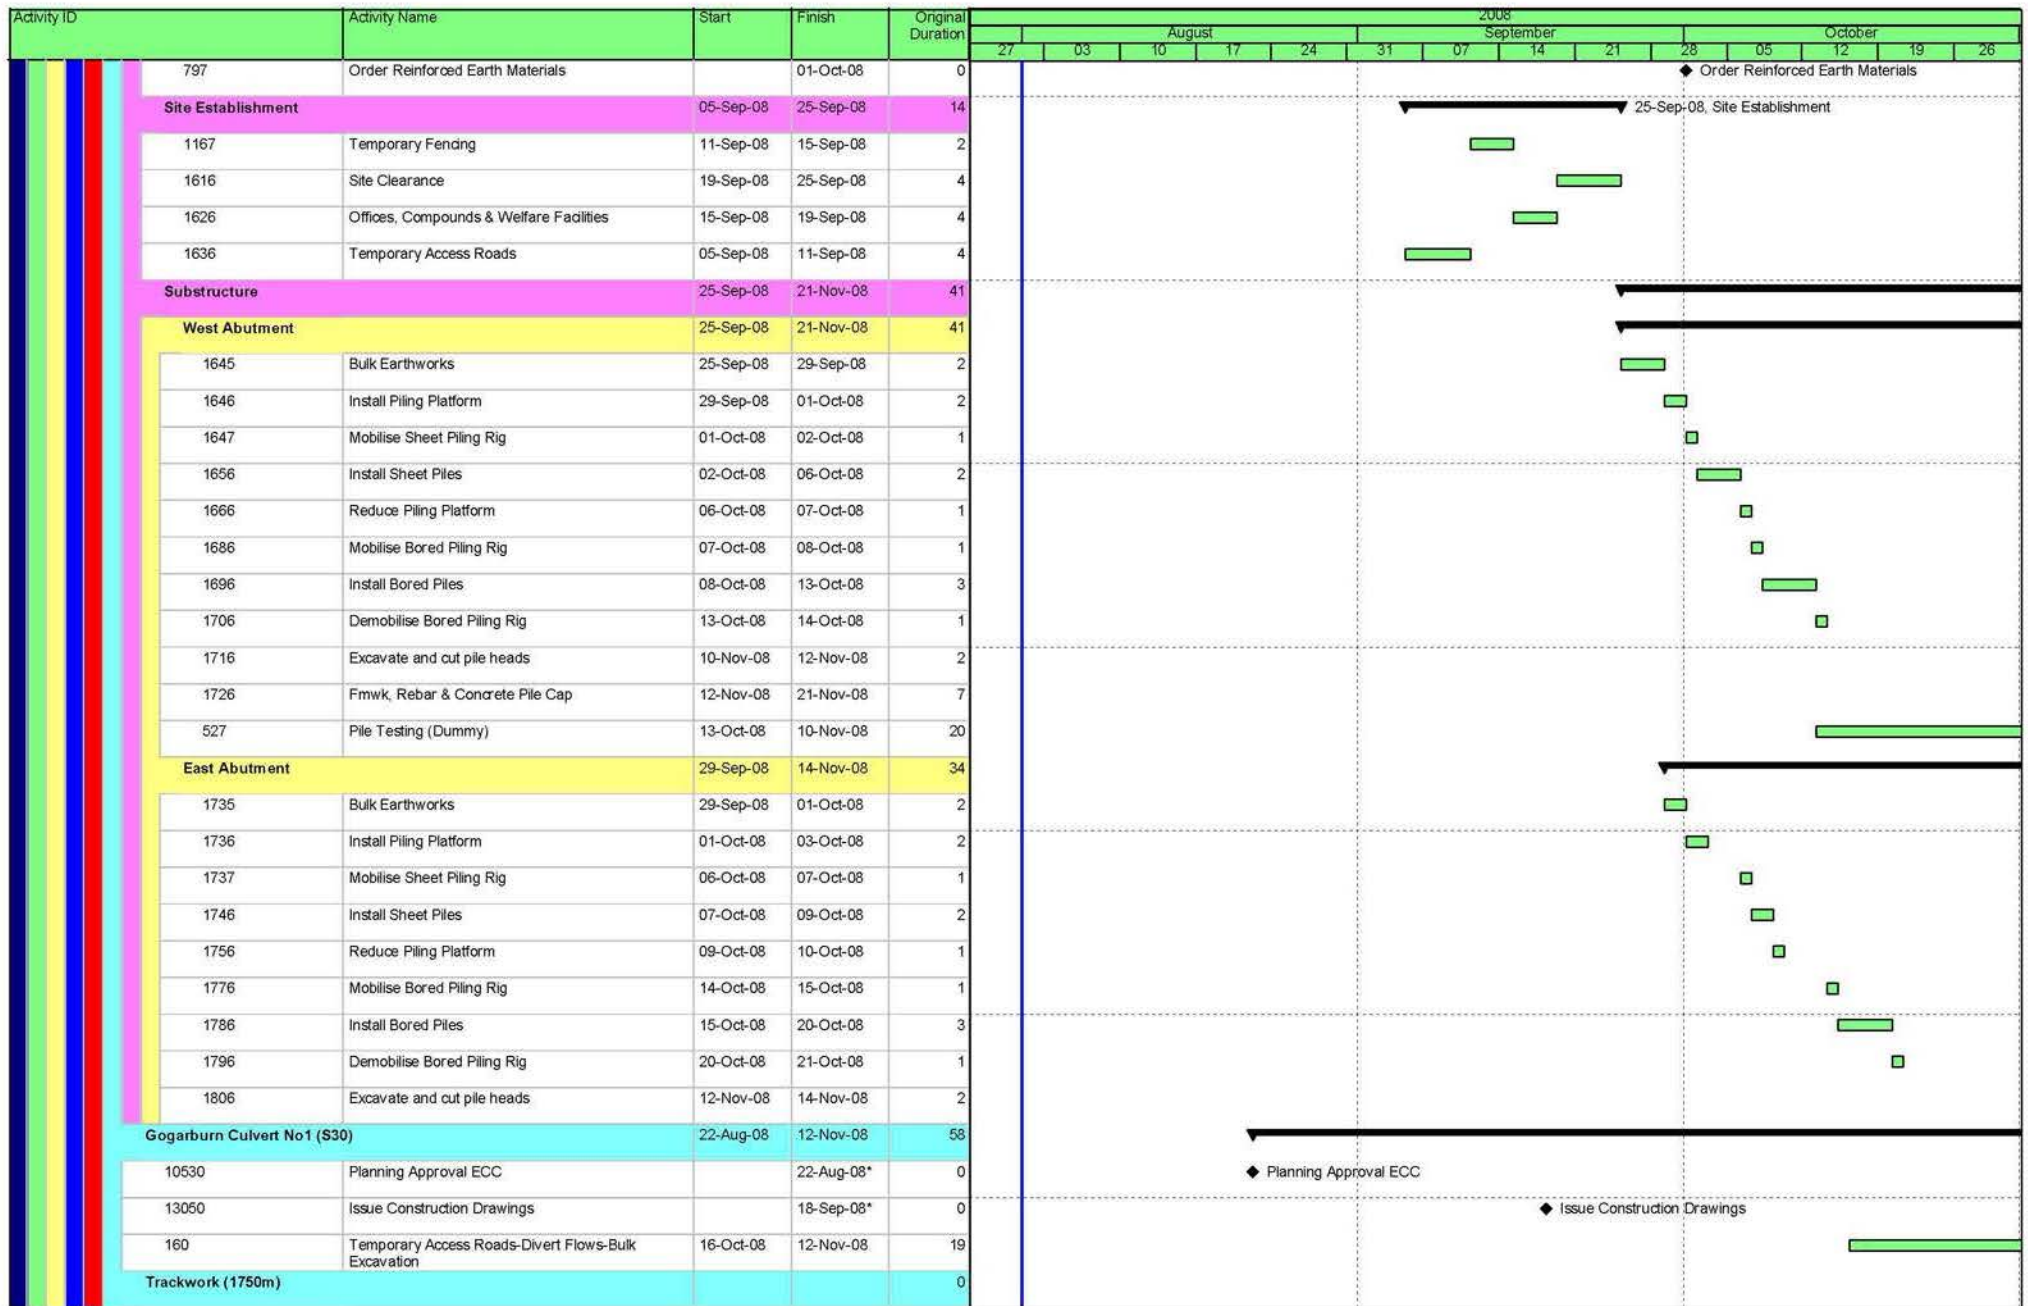 Activity ID Activity Name Start Finish Original Duration 2008
August September October
27 03 10 17 24 31 07 14 21 28 05 12 19 26
797 Order Reinforced Earth Materials 01-Oct-08 0 Order Reinforced Earth Materials
Site Establishment 05-Sep-08 25-Sep-08 14 25-Sep-08, Site Establishment
1167 Temporary Fencing 11-Sep-08 15-Sep-08 2
1616 Site Clearance 19-Sep-08 25-Sep-08 4
1626 Offices, Compounds & Welfare Facilities 15-Sep-08 19-Sep-08 4
1636 Temporary Access Roads 05-Sep-08 11-Sep-08 4
Substructure 25-Sep-08 21-Nov-08 41
West Abutment 25-Sep-08 21-Nov-08 41
1645 Bulk Earthworks 25-Sep-08 29-Sep-08 2
1646 Install Piling Platform 29-Sep-08 01-Oct-08 2
1647 Mobilise Sheet Piling Rig 01-Oct-08 02-Oct-08 1
1656 Install Sheet Piles 02-Oct-08 06-Oct-08 2
1666 Reduce Piling Platform 06-Oct-08 07-Oct-08 1
1686 Mobilise Bored Piling Rig 07-Oct-08 08-Oct-08 1
1696 Install Bored Piles 08-Oct-08 13-Oct-08 3
1706 Demobilise Bored Piling Rig 13-Oct-08 14-Oct-08 1
1716 Excavate and cut pile heads 10-Nov-08 12-Nov-08 2
1726 Fmwk, Rebar & Concrete Pile Cap 12-Nov-08 21-Nov-08 7
527 Pile Testing (Dummy) 13-Oct-08 10-Nov-08 20
East Abutment 29-Sep-08 14-Nov-08 34
1735 Bulk Earthworks 29-Sep-08 01-Oct-08 2
1736 Install Piling Platform 01-Oct-08 03-Oct-08 2
1737 Mobilise Sheet Piling Rig 06-Oct-08 07-Oct-08 1
1746 Install Sheet Piles 07-Oct-08 09-Oct-08 2
1756 Reduce Piling Platform 09-Oct-08 10-Oct-08 1
1776 Mobilise Bored Piling Rig 14-Oct-08 15-Oct-08 1
1786 Install Bored Piles 15-Oct-08 20-Oct-08 3
1796 Demobilise Bored Piling Rig 20-Oct-08 21-Oct-08 1
1806 Excavate and cut pile heads 12-Nov-08 14-Nov-08 2
Gogarburn Culvert No1 (S30) 22-Aug-08 12-Nov-08 58
10530 Planning Approval ECC 22-Aug-08* 0 Planning Approval ECC
13050 Issue Construction Drawings 18-Sep-08* 0 Issue Construction Drawings
160 Temporary Access Roads-Divert Flows-Bulk Excavation 16-Oct-08 12-Nov-08 19
Trackwork (1750m) 0